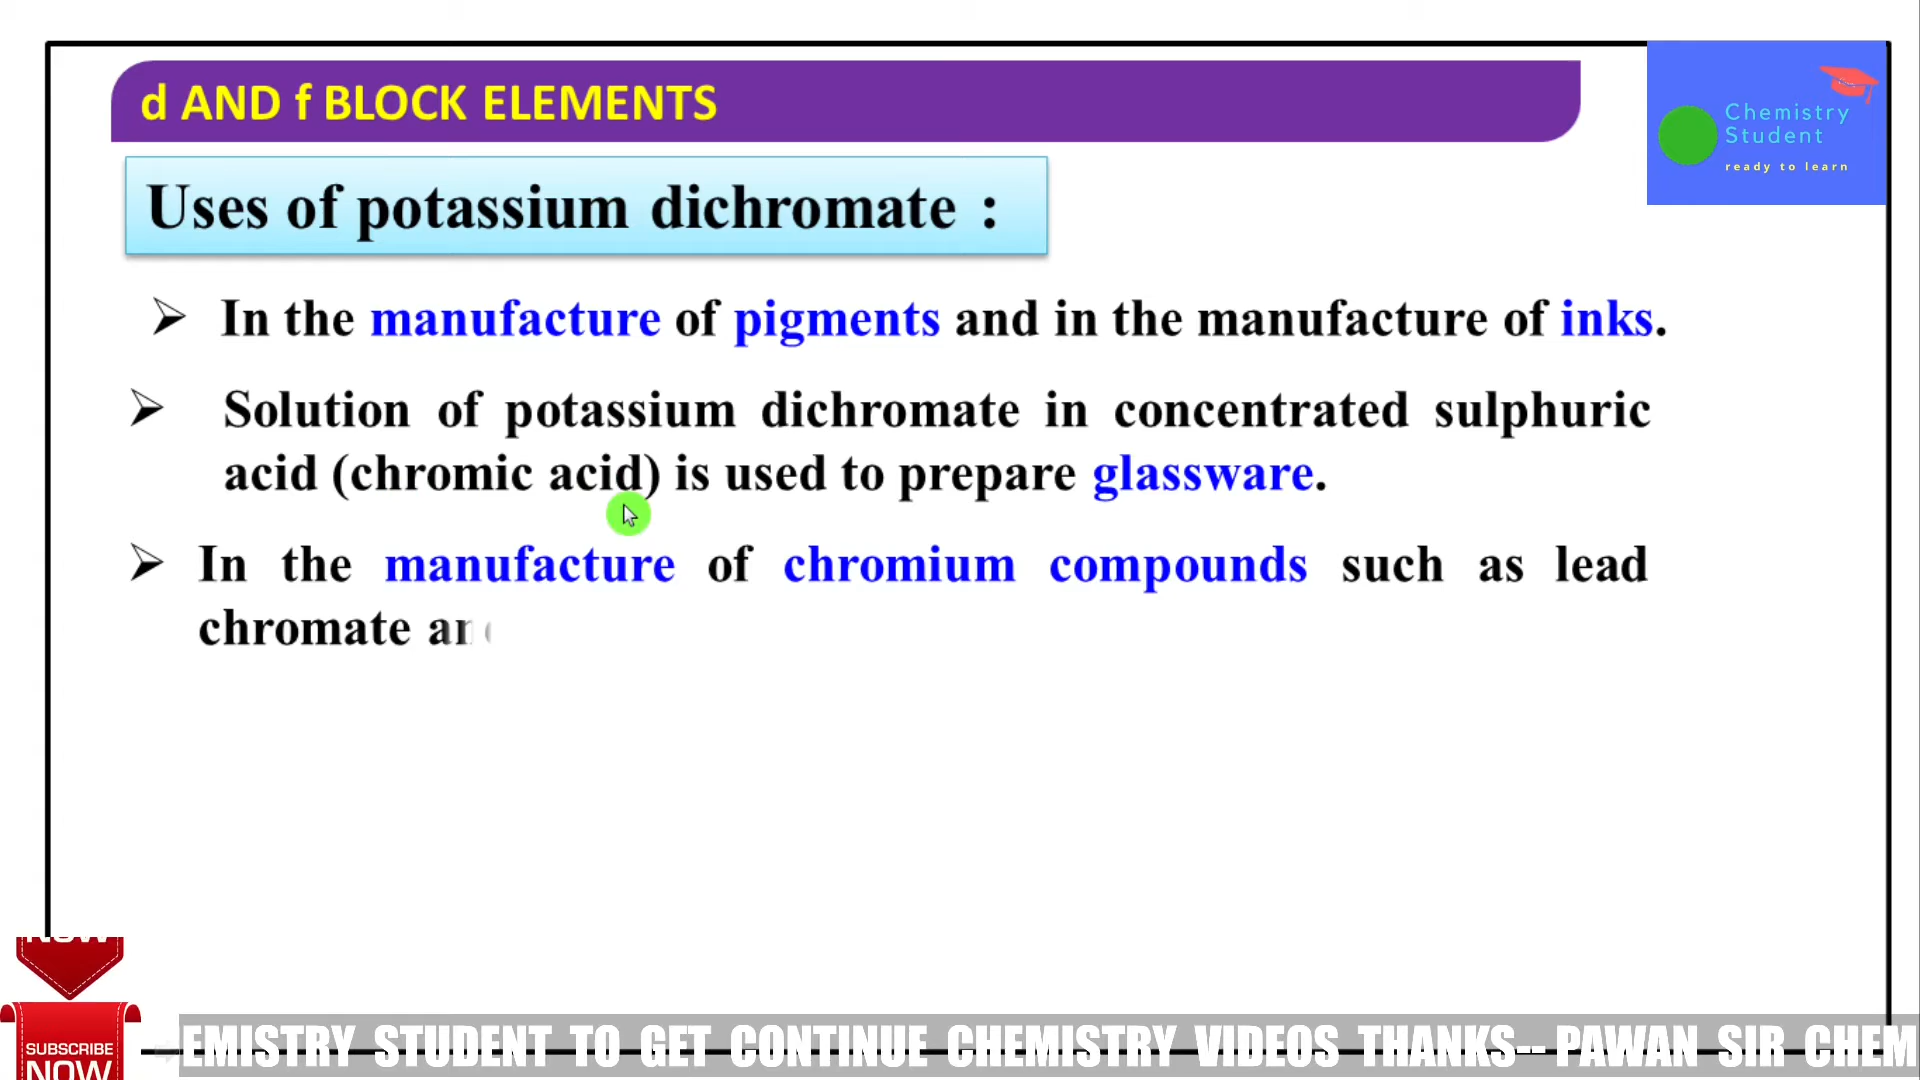 d AND f BLOCK ELEMENTS
Chemistry
Student
ready to learn
Uses of potassium dichromate :
➢ In the manufacture of pigments and in the manufacture of inks.
➢ Solution of potassium dichromate in concentrated sulphuric
acid (chromic acid) is used to prepare glassware.
➢ In the manufacture of chromium compounds such as lead
chromate
SUBSCRIBE
NOW
EMISTRY STUDENT TO GET CONTINUE CHEMISTRY VIDEOS THANKS-- PAWAN SIR CHEM